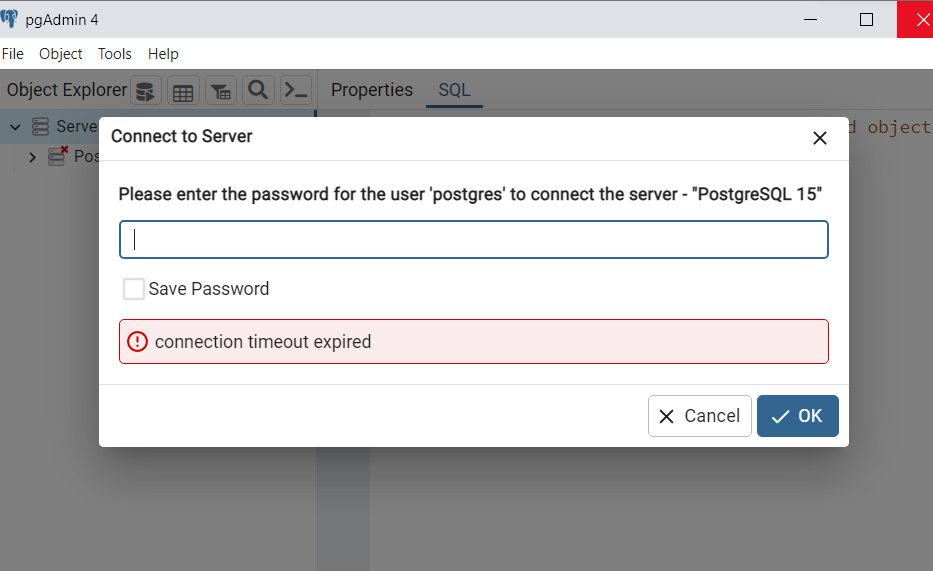 pgAdmin 4
File Object Tools Help
Object Explorer Properties SQL
Serve
d object
Pos
Connect to Server
Please enter the password for the user 'postgres' to connect the server - "PostgreSQL 15"
Save Password
connection timeout expired
Cancel OK